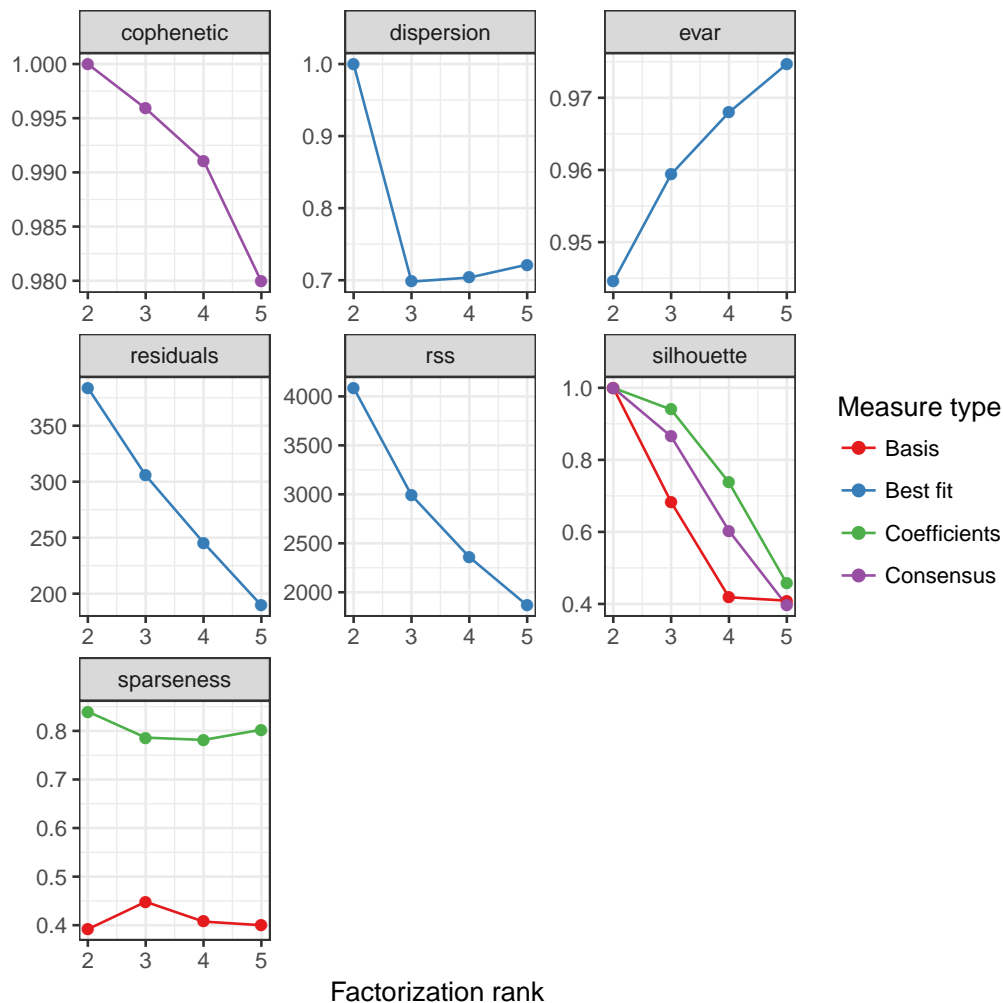 cophenetic
dispersion
evar
1.000
0.995
0.990
0.985
0.980
2 3 4 5
1.0
0.9
0.8
0.7
2 3 4 5
0.97
0.96
0.95
2 3 4 5
residuals
rss
silhouette
350
300
250
200
2 3 4 5
4000
3500
3000
2500
2000
2 3 4 5
1.0
0.8
0.6
0.4
2 3 4 5
Measure type
Basis
Best fit
Coefficients
Consensus
sparseness
0.8
0.7
0.6
0.5
0.4
2 3 4 5
Factorization rank